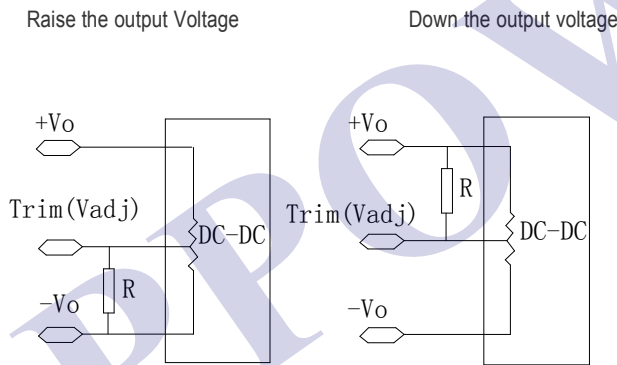 Raise the output Voltage
Down the output voltage
+Vo
Trim(Vadj)
DC-DC
R
-Vo
+Vo
R
Trim(Vadj)
DC-DC
-Vo
PPOW